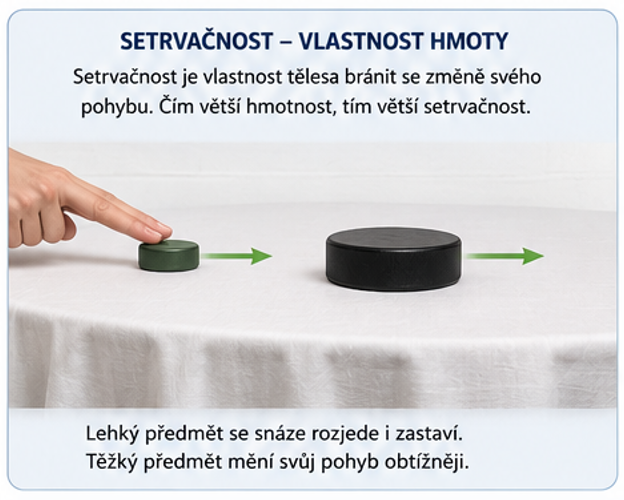 SETRVAČNOST – VLASTNOST HMOTY
Setrvačnost je vlastnost tělesa bránit se změně svého
pohybu. Čím větší hmotnost, tím větší setrvačnost.
Lehký předmět se snáze rozjede i zastaví.
Těžký předmět mění svůj pohyb obtížněji.